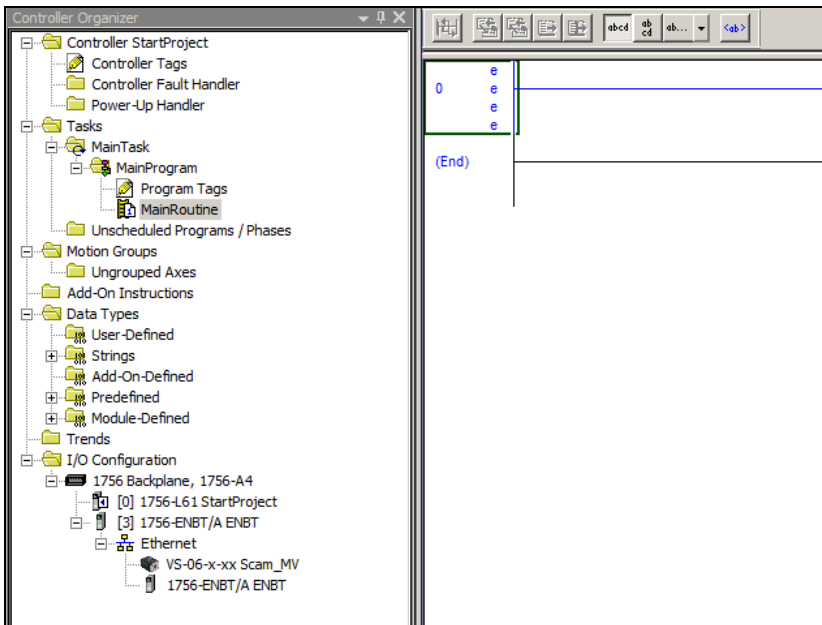 Controller Organizer
Controller StartProject
Controller Tags
Controller Fault Handler
Power-Up Handler
Tasks
MainTask
MainProgram
Program Tags
MainRoutine
Unscheduled Programs / Phases
Motion Groups
Ungrouped Axes
Add-On Instructions
Data Types
User-Defined
Strings
Add-On-Defined
Predefined
Module-Defined
Trends
I/O Configuration
1756 Backplane, 1756-A4
[0] 1756-L61 StartProject
[3] 1756-ENBT/A ENBT
Ethernet
VS-06-x-xx Scam_MV
1756-ENBT/A ENBT
abcd
ab
cd
ab...
<ab>
e
0 e
e
e
(End)